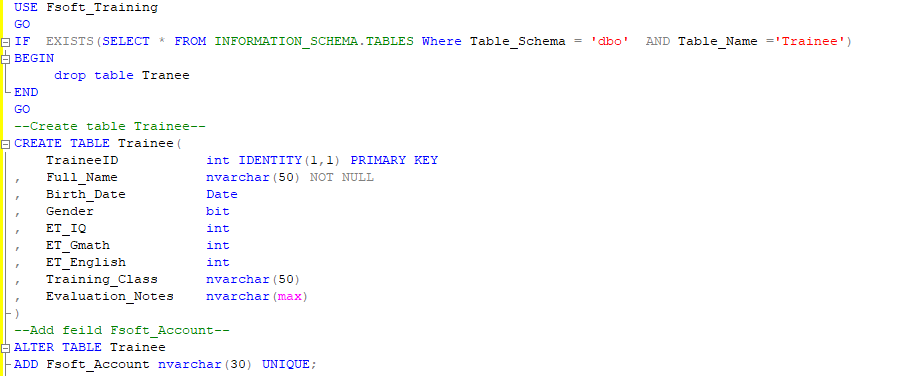 USE Fsoft_Training
GO
IF  EXISTS(SELECT * FROM INFORMATION_SCHEMA.TABLES Where Table_Schema = 'dbo'  AND Table_Name ='Trainee')
BEGIN
     drop table Tranee
END
GO
--Create table Trainee--
CREATE TABLE Trainee(
    TraineeID           int IDENTITY(1,1) PRIMARY KEY
,   Full_Name           nvarchar(50) NOT NULL
,   Birth_Date          Date
,   Gender              bit
,   ET_IQ               int
,   ET_Gmath            int
,   ET_English          int
,   Training_Class      nvarchar(50)
,   Evaluation_Notes    nvarchar(max)
)
--Add feild Fsoft_Account--
ALTER TABLE Trainee
ADD Fsoft_Account nvarchar(30) UNIQUE;